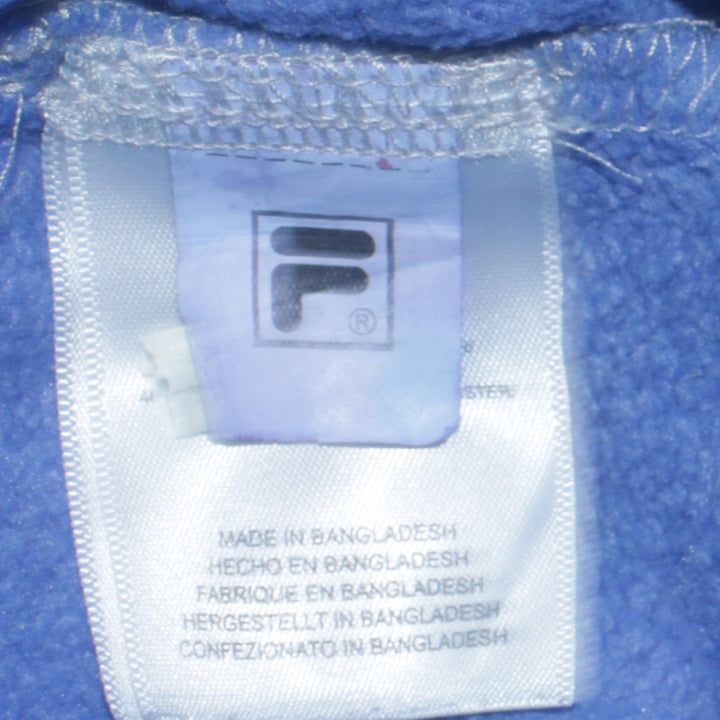 F®
MADE IN BANGLADESH
HECHO EN BANGLADESH
FABRIQUE EN BANGLADESH
HERGESTELLT IN BANGLADESH
CONFEZIONATO IN BANGLADESH